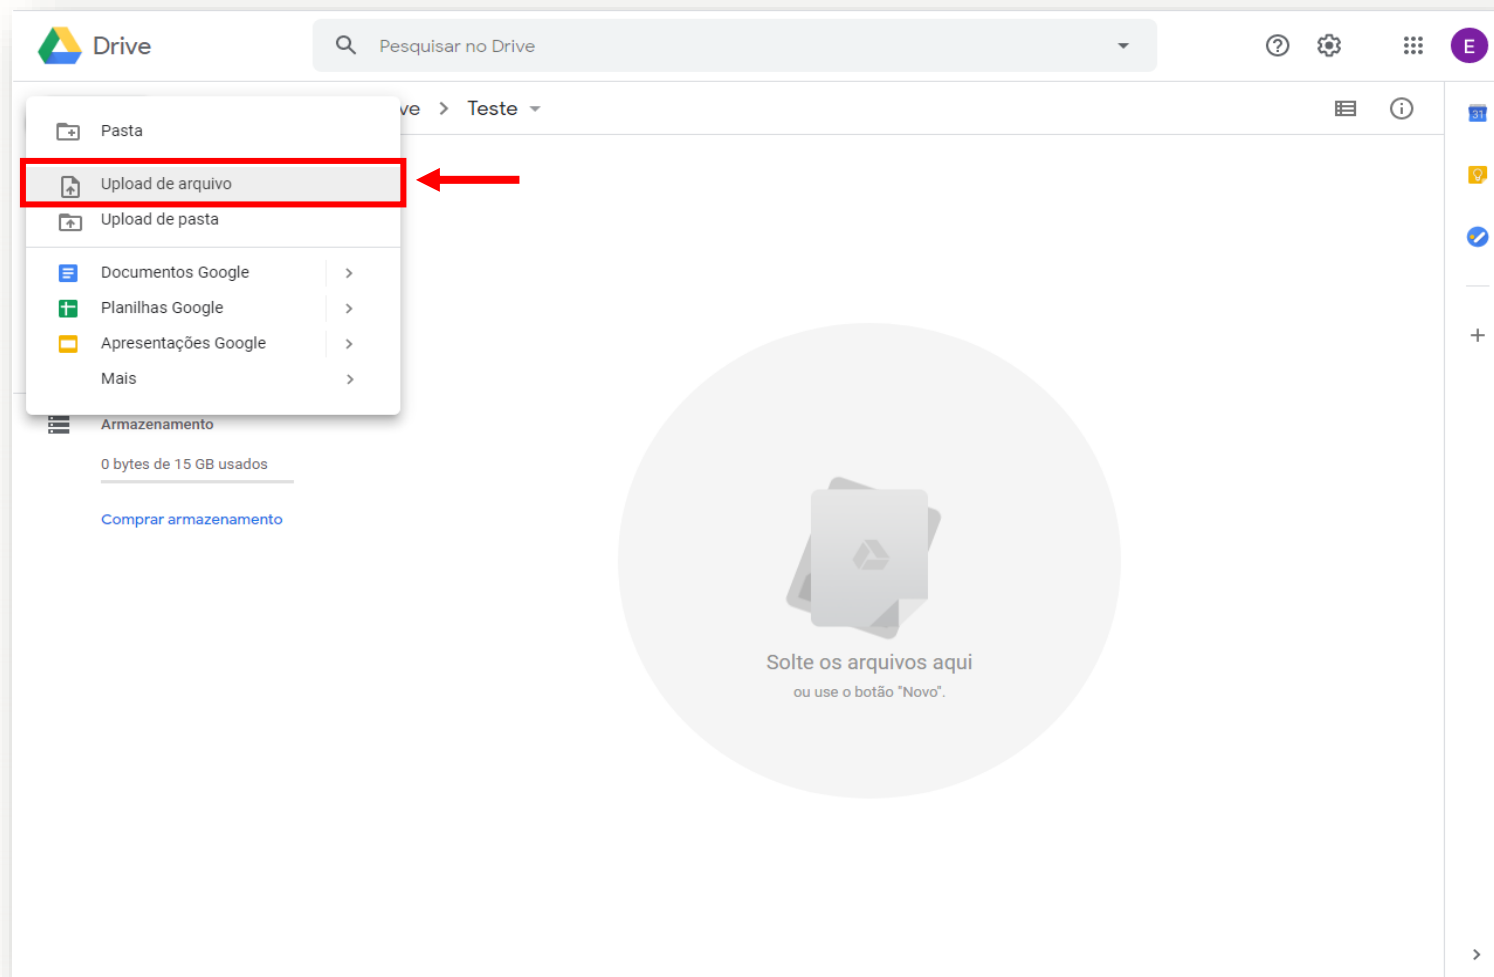 Drive
Pesquisar no Drive
E
ve > Teste
31
Pasta
Upload de arquivo
Upload de pasta
Documentos Google
Planilhas Google
Apresentações Google
Mais
Armazenamento
0 bytes de 15 GB usados
Comprar armazenamento
Solte os arquivos aqui
ou use o botão "Novo".